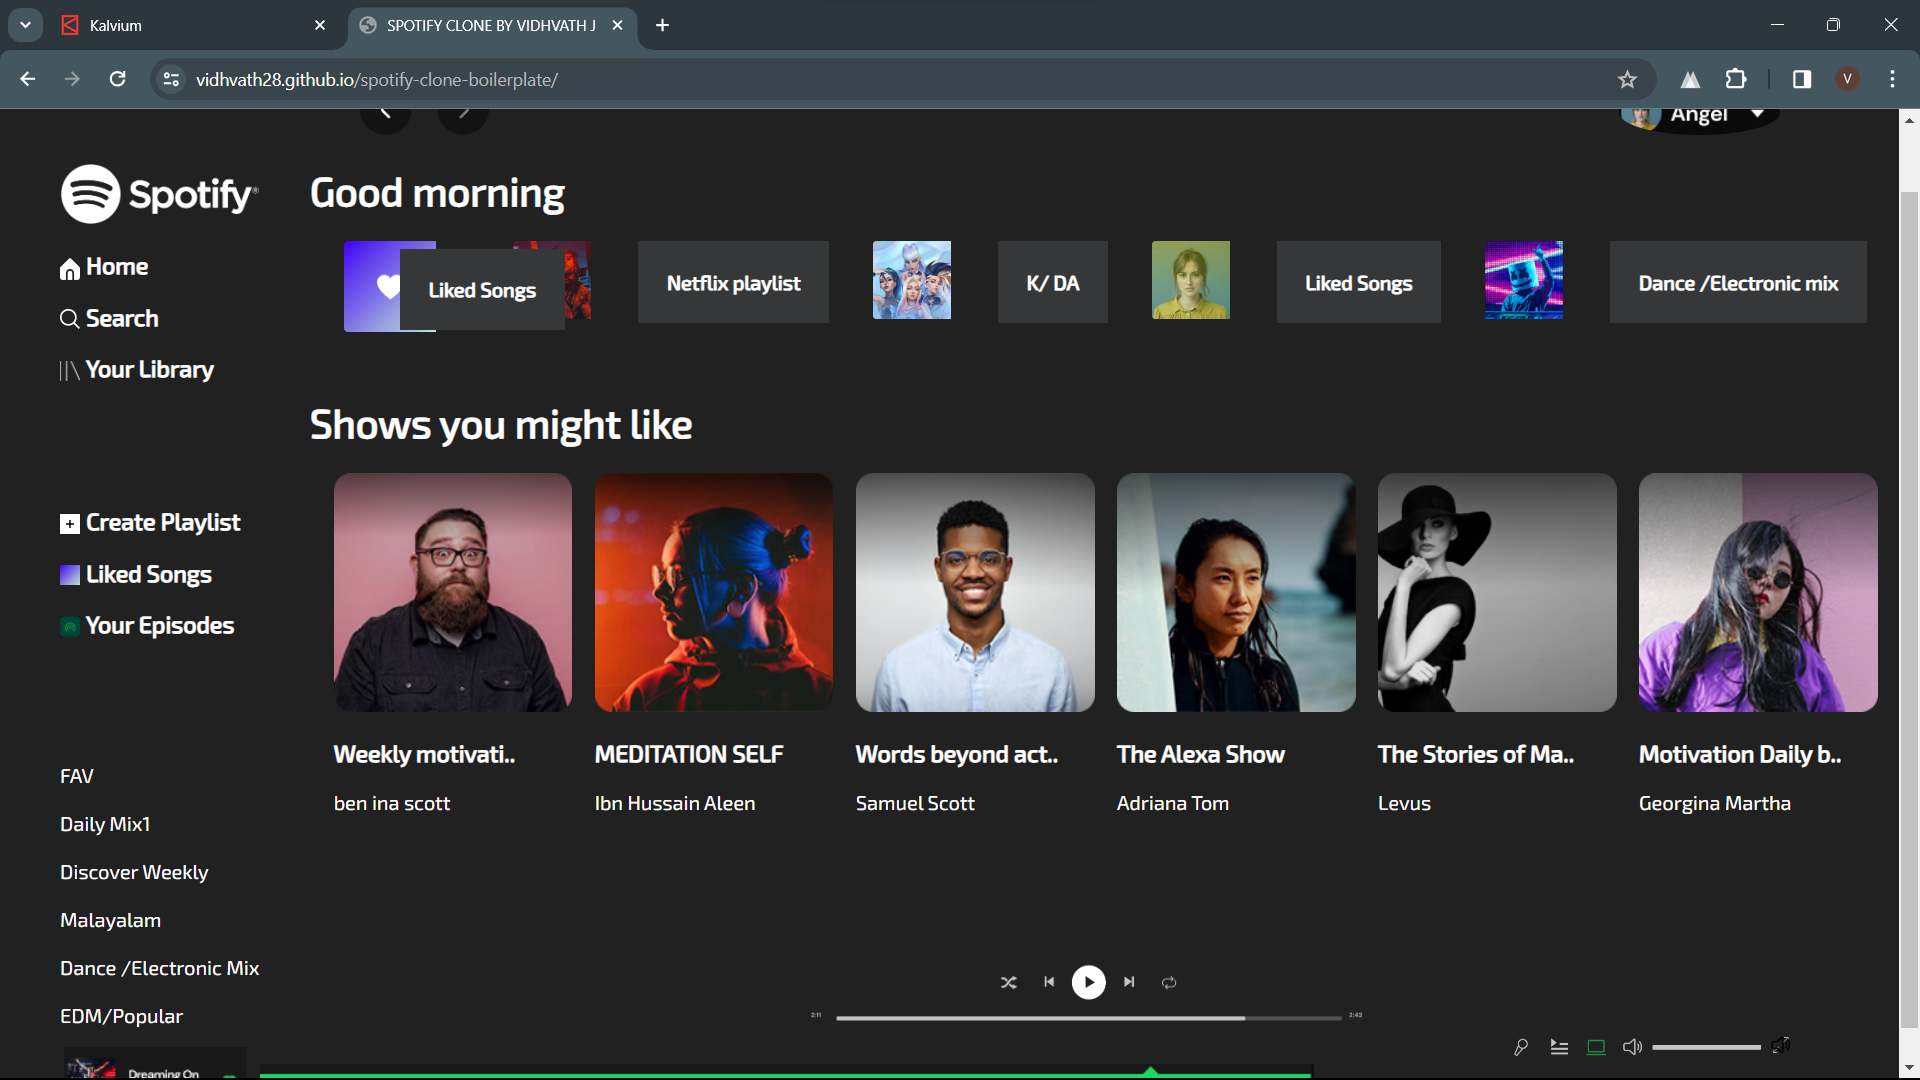 Kalvium
SPOTIFY CLONE BY VIDHVATH J
vidhvath28.github.io/spotify-clone-boilerplate/
V
Angel
Spotify®
Home
Search
Your Library
Create Playlist
Liked Songs
Your Episodes
FAV
Daily Mix1
Discover Weekly
Malayalam
Dance /Electronic Mix
EDM/Popular
Dreaming On
Good morning
Liked Songs
Netflix playlist
K/ DA
Liked Songs
Dance /Electronic mix
Shows you might like
Weekly motivati..
ben ina scott
MEDITATION SELF
Ibn Hussain Aleen
Words beyond act..
Samuel Scott
The Alexa Show
Adriana Tom
The Stories of Ma..
Levus
Motivation Daily b..
Georgina Martha
2:11
2:42